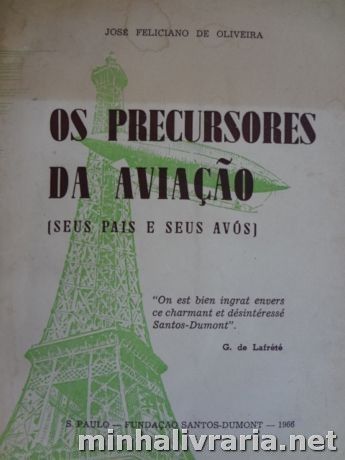 JOSÉ FELICIANO DE OLIVEIRA
OS PRECURSORES
DA AVIAÇÃO
(SEUS PAIS E SEUS AVÓS)
"On est bien ingrat envers
ce charmant et désintéressé
Santos-Dumont".
G. de Lafrété
S. PAULO — FUNDAÇÃO SANTOS-DUMONT — 1966
minhalivraria.net